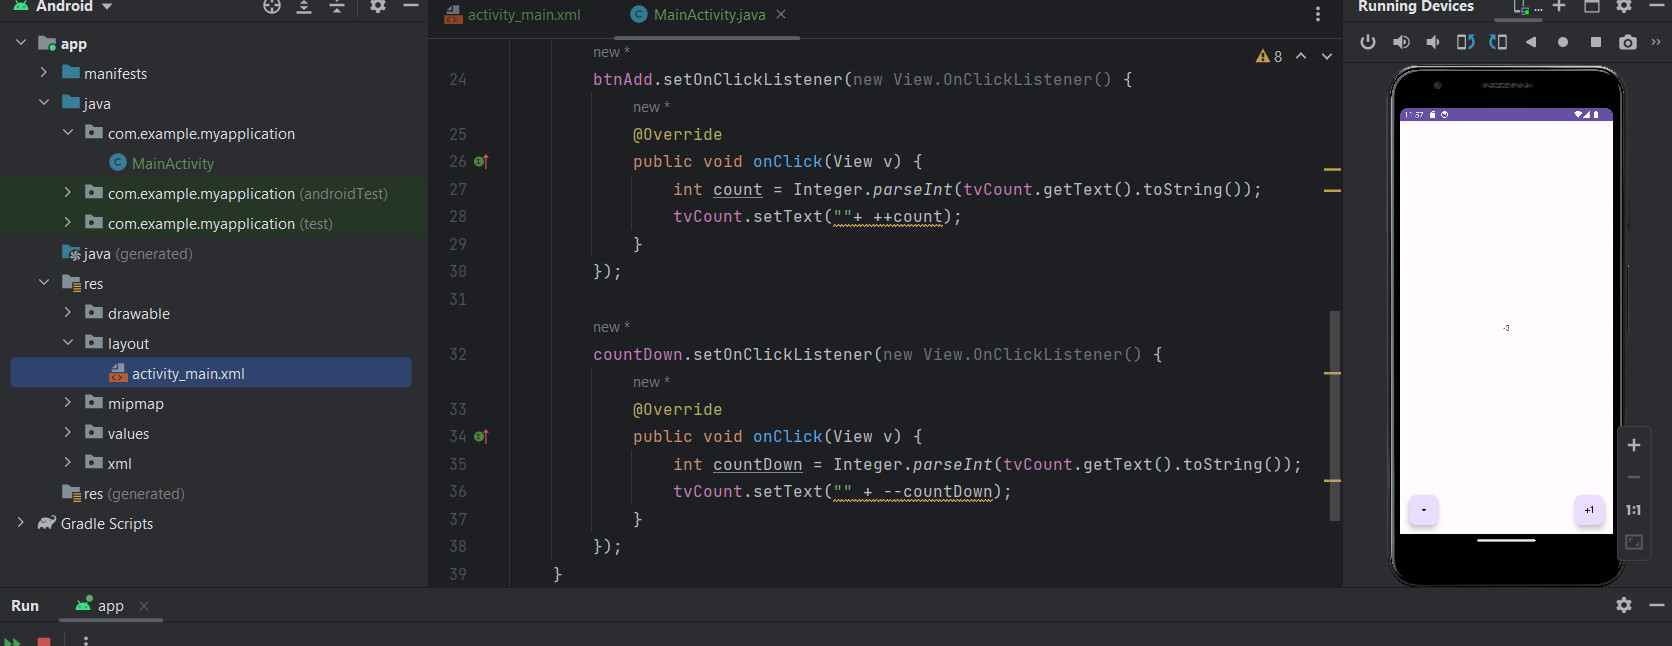 Android
app
manifests
java
com.example.myapplication
MainActivity
com.example.myapplication (androidTest)
com.example.myapplication (test)
java (generated)
res
drawable
layout
activity_main.xml
mipmap
values
xml
res (generated)
Gradle Scripts
activity_main.xml
MainActivity.java
8
new *
24 btnAdd.setOnClickListener(new View.OnClickListener() {
new *
25 @Override
26 public void onClick(View v) {
27 int count = Integer.parseInt(tvCount.getText().toString());
28 tvCount.setText(""+ ++count);
29 }
30 });
31
new *
32 countDown.setOnClickListener(new View.OnClickListener() {
new *
33 @Override
34 public void onClick(View v) {
35 int countDown = Integer.parseInt(tvCount.getText().toString());
36 tvCount.setText("" + --countDown);
37 }
38 });
39 }
Running Devices
...
11:57
-3
-
+1
1:1
Run
app